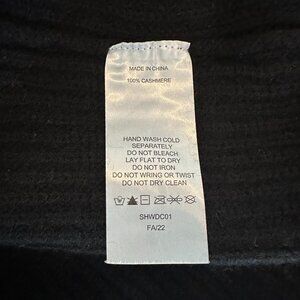 MADE IN CHINA
100% CASHMERE
HAND WASH COLD
SEPARATELY
DO NOT BLEACH
LAY FLAT TO DRY
DO NOT IRON
DO NOT WRING OR TWIST
DO NOT DRY CLEAN
SHWDC01
FA/22